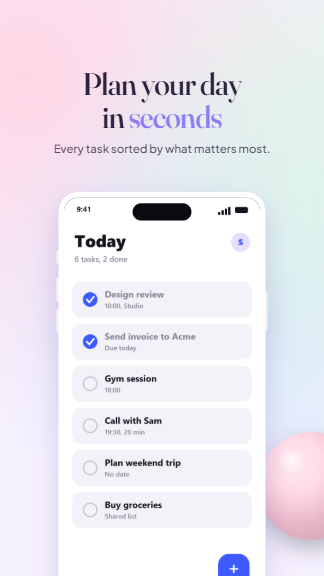 Plan your day
in seconds
Every task sorted by what matters most.
9:41
Today
S
6 tasks, 2 done
Design review
10:00, Studio
Send invoice to Acme
Due today
Gym session
18:00
Call with Sam
19:30, 20 min
Plan weekend trip
No date
Buy groceries
Shared list
+